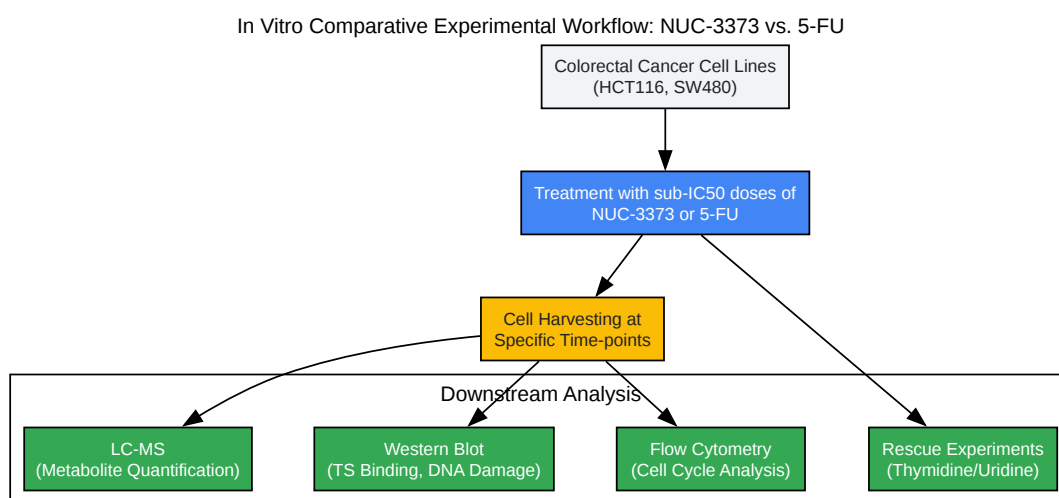 In Vitro Comparative Experimental Workflow: NUC-3373 vs. 5-FU
Colorectal Cancer Cell Lines
(HCT116, SW480)
Treatment with sub-IC50 doses of
NUC-3373 or 5-FU
Cell Harvesting at
Specific Time-points
Downstream Analysis
LC-MS
(Metabolite Quantification)
Western Blot
(TS Binding, DNA Damage)
Flow Cytometry
(Cell Cycle Analysis)
Rescue Experiments
(Thymidine/Uridine)